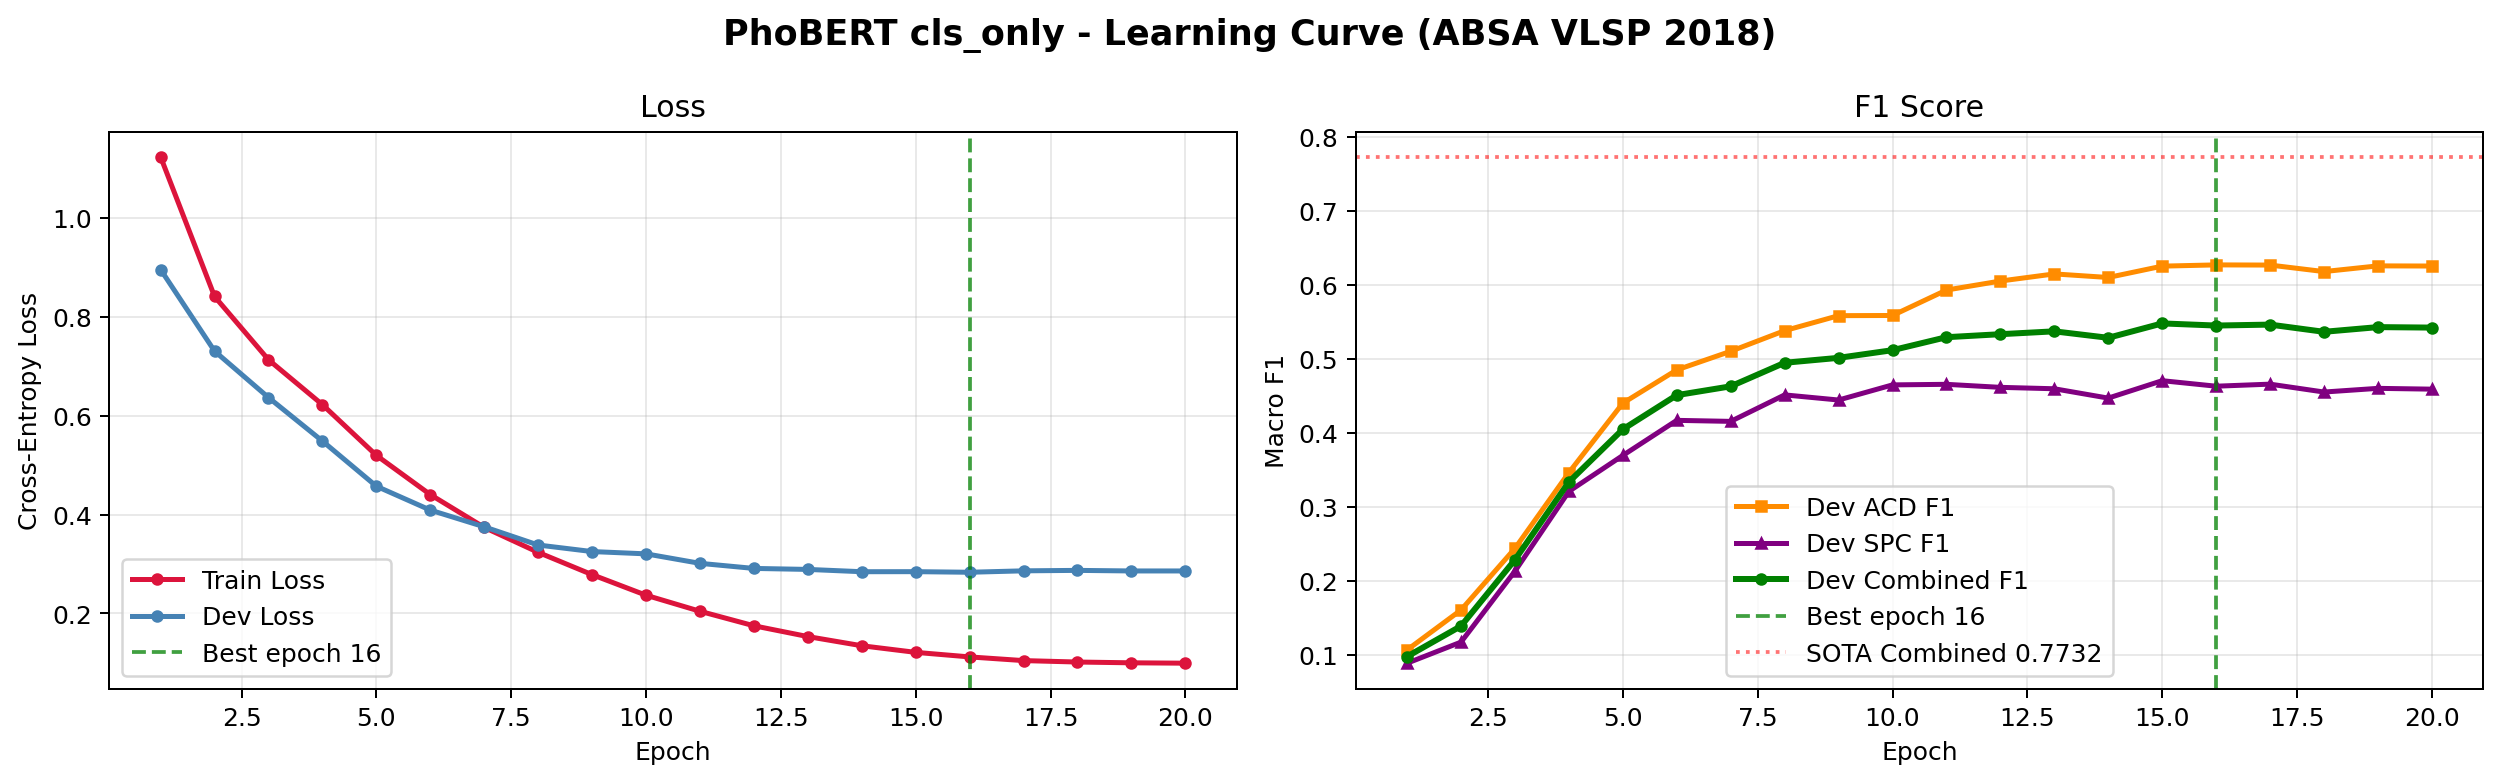 PhoBERT cls_only - Learning Curve (ABSA VLSP 2018)
Loss
Cross-Entropy Loss
1.0
0.8
0.6
0.4
0.2
Train Loss
Dev Loss
Best epoch 16
2.5 5.0 7.5 10.0 12.5 15.0 17.5 20.0
Epoch
F1 Score
Macro F1
0.8
0.7
0.6
0.5
0.4
0.3
0.2
0.1
Dev ACD F1
Dev SPC F1
Dev Combined F1
Best epoch 16
SOTA Combined 0.7732
2.5 5.0 7.5 10.0 12.5 15.0 17.5 20.0
Epoch